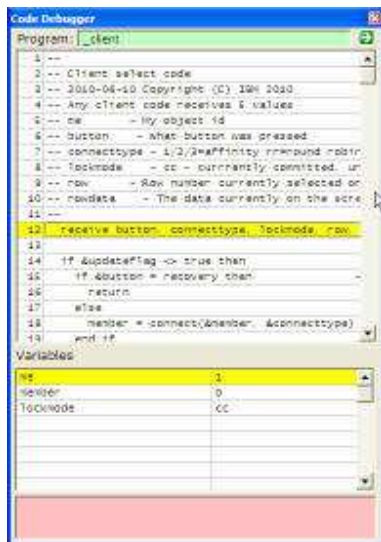 Code Debugger
Program: _client
1 --
2 -- Client select code
3 -- 2010-06-10 Copyright (C) IBM 2010
4 -- Any client code receives 6 values
5 -- me - My object id
6 -- button - What button was pressed
7 -- connecttype - 1/2/3=affinity rr=round robir
8 -- lockmode - cc - currrently committed, ur
9 -- row - Row number currently selected or
10 -- rowdata - The data currently on the scre
11 --
12 receive button, connecttype, lockmode, row,
13
14 if &updateflag <> true then
15 if &button = recovery then -
16 return
17 else
18 member = connect(&member, &connecttype)
19 end if
Variables
me 1
member 0
lockmode cc